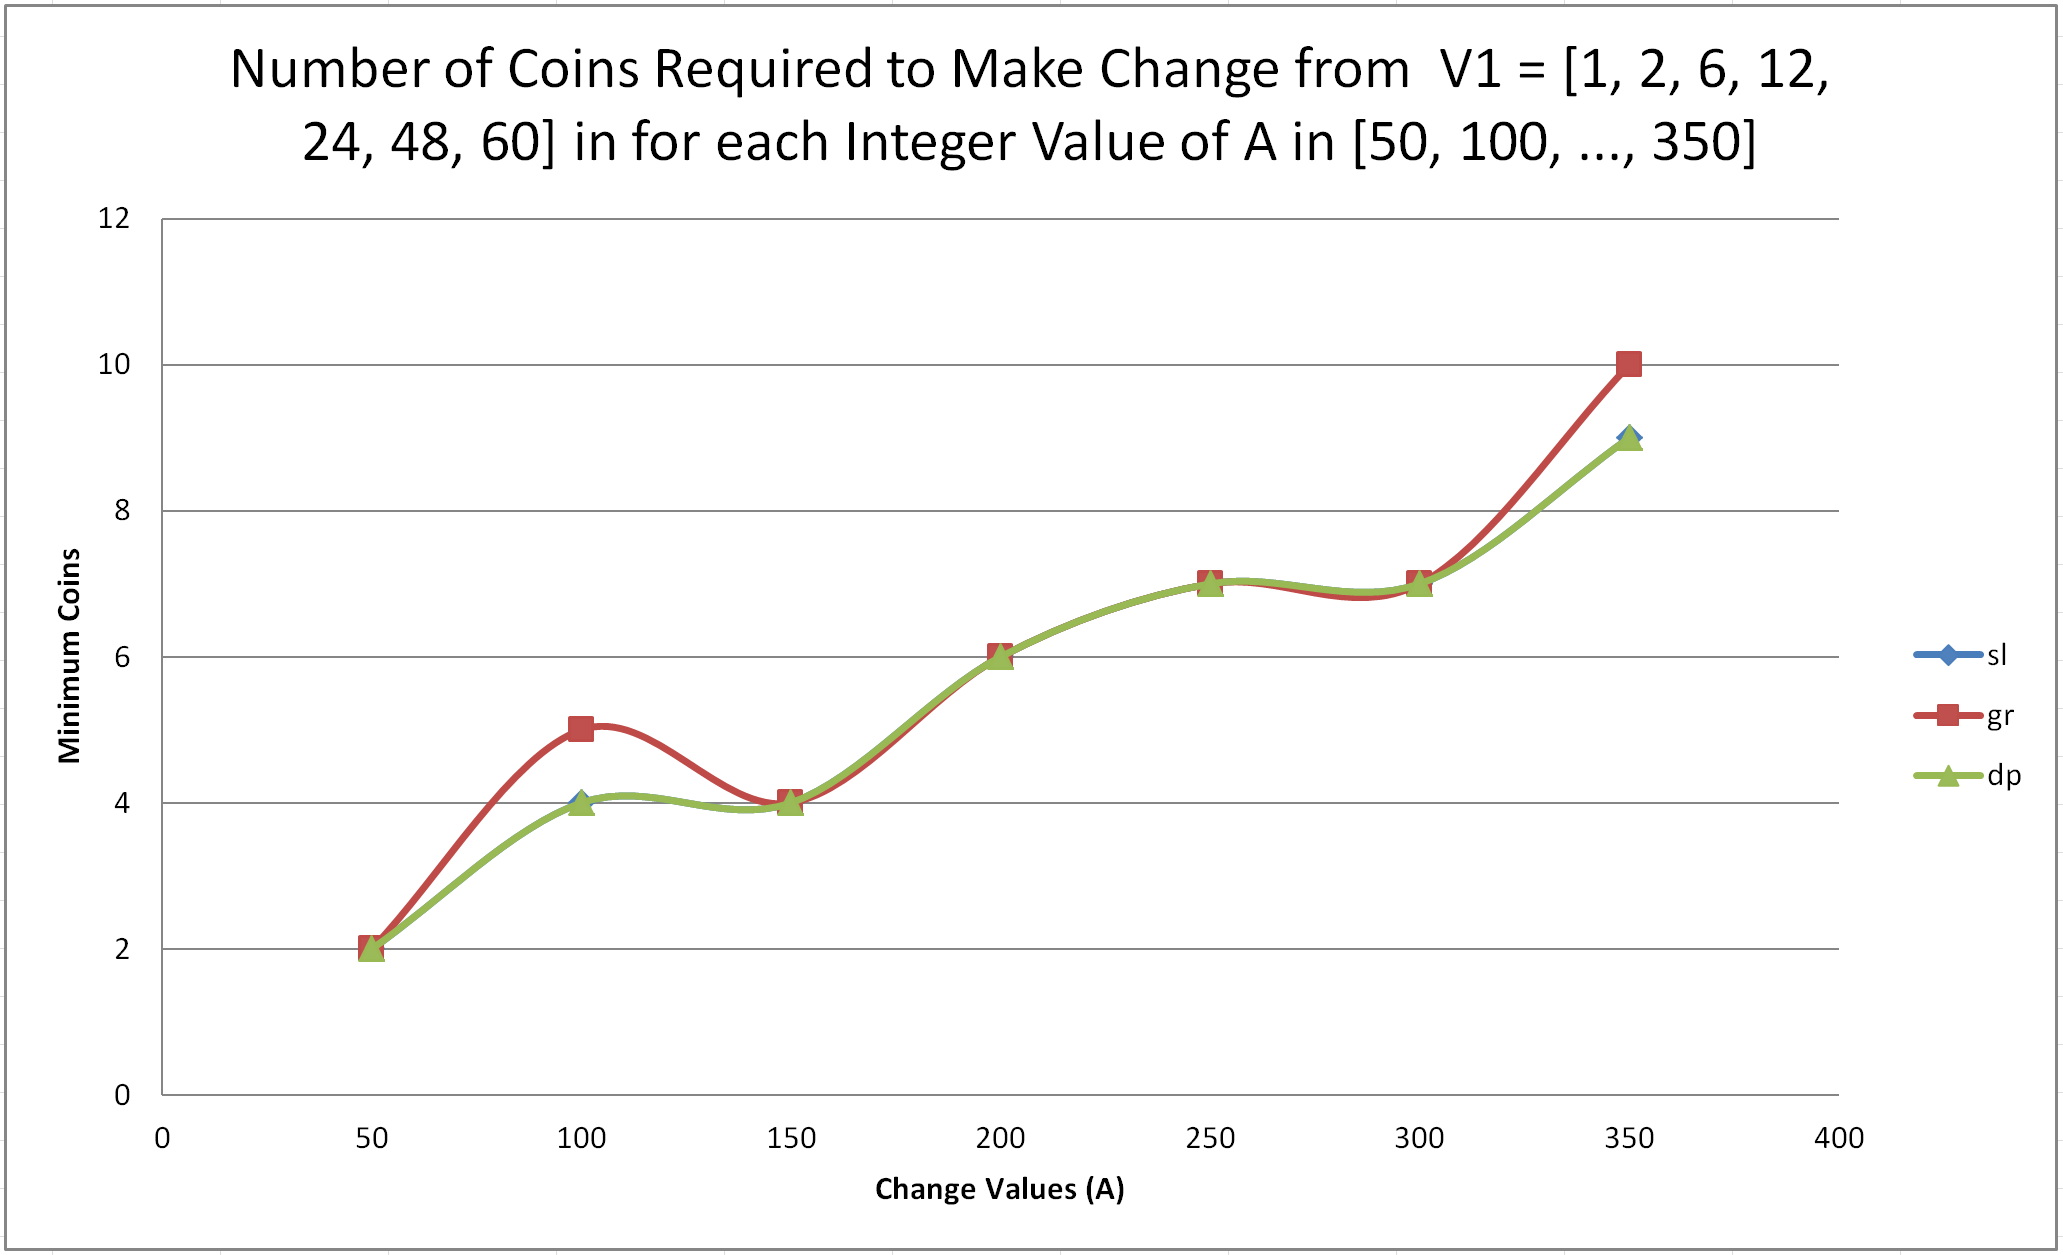 Number of Coins Required to Make Change from  V1 = [1, 2, 6, 12,
24, 48, 60] in for each Integer Value of A in [50, 100, ..., 350]
12
10
8
6
4
2
0
Minimum Coins
0 50 100 150 200 250 300 350 400
Change Values (A)
sl
gr
dp